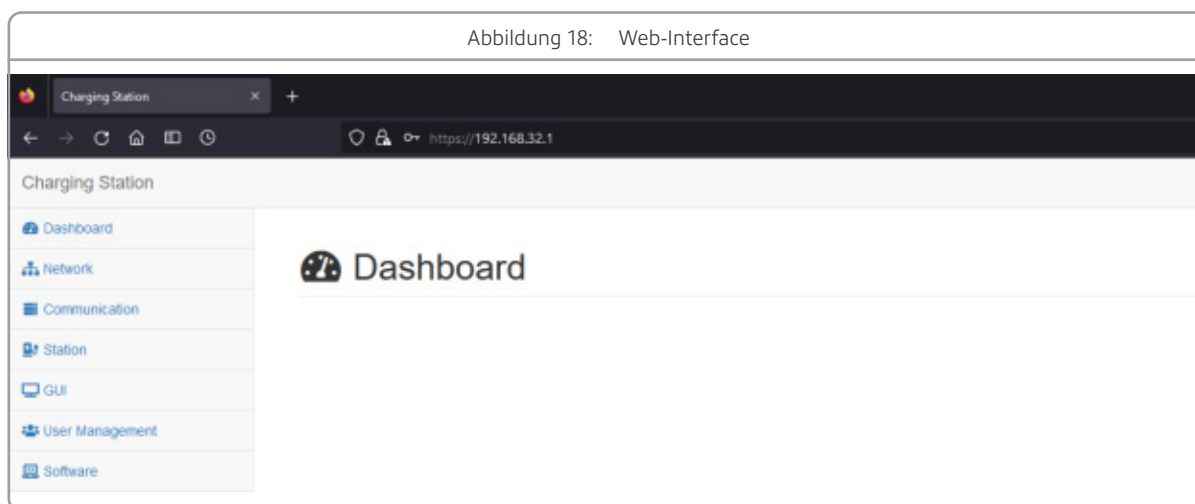 Abbildung 18: Web-Interface
Charging Station
https://192.168.32.1
Charging Station
Dashboard
Network
Communication
Station
GUI
User Management
Software
Dashboard